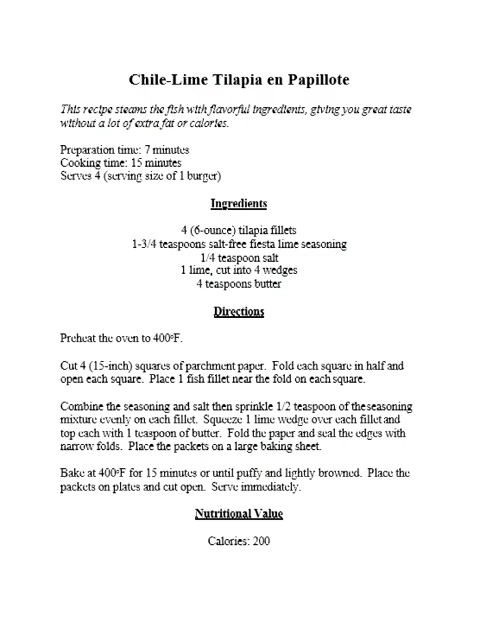 Chile-Lime Tilapia en Papillote
This recipe steams the fish with flavorful ingredients, giving you great taste
without a lot of extra fat or calories.
Preparation time: 7 minutes
Cooking time: 15 minutes
Serves 4 (serving size of 1 burger)
Ingredients
4 (6-ounce) tilapia fillets
1-3/4 teaspoons salt-free fiesta lime seasoning
1/4 teaspoon salt
1 lime, cut into 4 wedges
4 teaspoons butter
Directions
Preheat the oven to 400ºF.
Cut 4 (15-inch) squares of parchment paper. Fold each square in half and
open each square. Place 1 fish fillet near the fold on each square.
Combine the seasoning and salt then sprinkle 1/2 teaspoon of the seasoning
mixture evenly on each fillet. Squeeze 1 lime wedge over each fillet and
top each with 1 teaspoon of butter. Fold the paper and seal the edges with
narrow folds. Place the packets on a large baking sheet.
Bake at 400ºF for 15 minutes or until puffy and lightly browned. Place the
packets on plates and cut open. Serve immediately.
Nutritional Value
Calories: 200